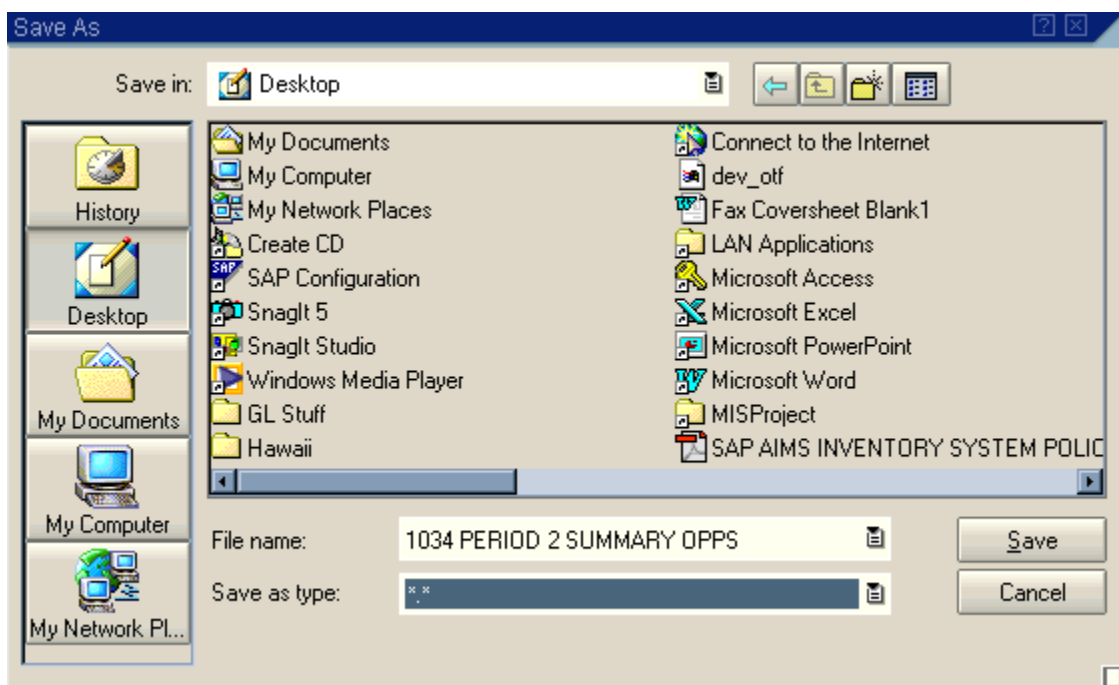 Save As
Save in:
Desktop
History
Desktop
My Documents
My Computer
My Network Pl...
My Documents
My Computer
My Network Places
Create CD
SAP Configuration
SnagIt 5
SnagIt Studio
Windows Media Player
GL Stuff
Hawaii
Connect to the Internet
dev_otf
Fax Coversheet Blank1
LAN Applications
Microsoft Access
Microsoft Excel
Microsoft PowerPoint
Microsoft Word
MISProject
SAP AIMS INVENTORY SYSTEM POLIC
File name:
1034 PERIOD 2 SUMMARY OPPS
Save
Save as type:
*.*
Cancel